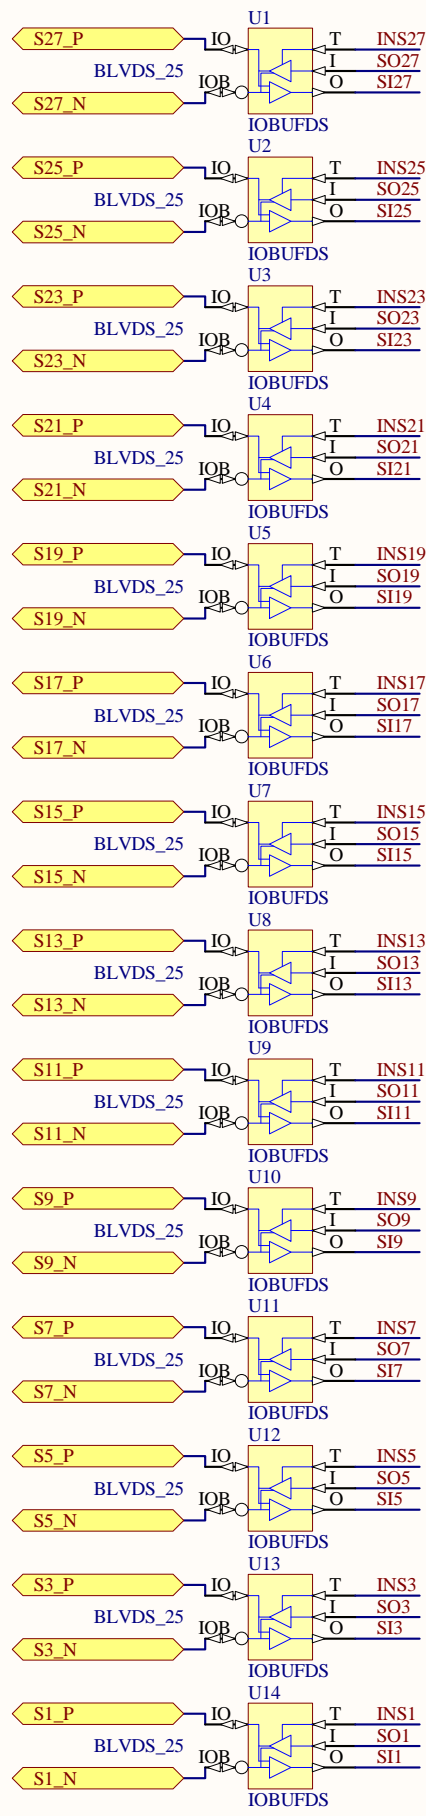 U1
S27_P IO T INS27
BLVDS_25 I SO27
S27_N IOB O SI27
IOBUFDS
U2
S25_P IO T INS25
BLVDS_25 I SO25
S25_N IOB O SI25
IOBUFDS
U3
S23_P IO T INS23
BLVDS_25 I SO23
S23_N IOB O SI23
IOBUFDS
U4
S21_P IO T INS21
BLVDS_25 I SO21
S21_N IOB O SI21
IOBUFDS
U5
S19_P IO T INS19
BLVDS_25 I SO19
S19_N IOB O SI19
IOBUFDS
U6
S17_P IO T INS17
BLVDS_25 I SO17
S17_N IOB O SI17
IOBUFDS
U7
S15_P IO T INS15
BLVDS_25 I SO15
S15_N IOB O SI15
IOBUFDS
U8
S13_P IO T INS13
BLVDS_25 I SO13
S13_N IOB O SI13
IOBUFDS
U9
S11_P IO T INS11
BLVDS_25 I SO11
S11_N IOB O SI11
IOBUFDS
U10
S9_P IO T INS9
BLVDS_25 I SO9
S9_N IOB O SI9
IOBUFDS
U11
S7_P IO T INS7
BLVDS_25 I SO7
S7_N IOB O SI7
IOBUFDS
U12
S5_P IO T INS5
BLVDS_25 I SO5
S5_N IOB O SI5
IOBUFDS
U13
S3_P IO T INS3
BLVDS_25 I SO3
S3_N IOB O SI3
IOBUFDS
U14
S1_P IO T INS1
BLVDS_25 I SO1
S1_N IOB O SI1
IOBUFDS